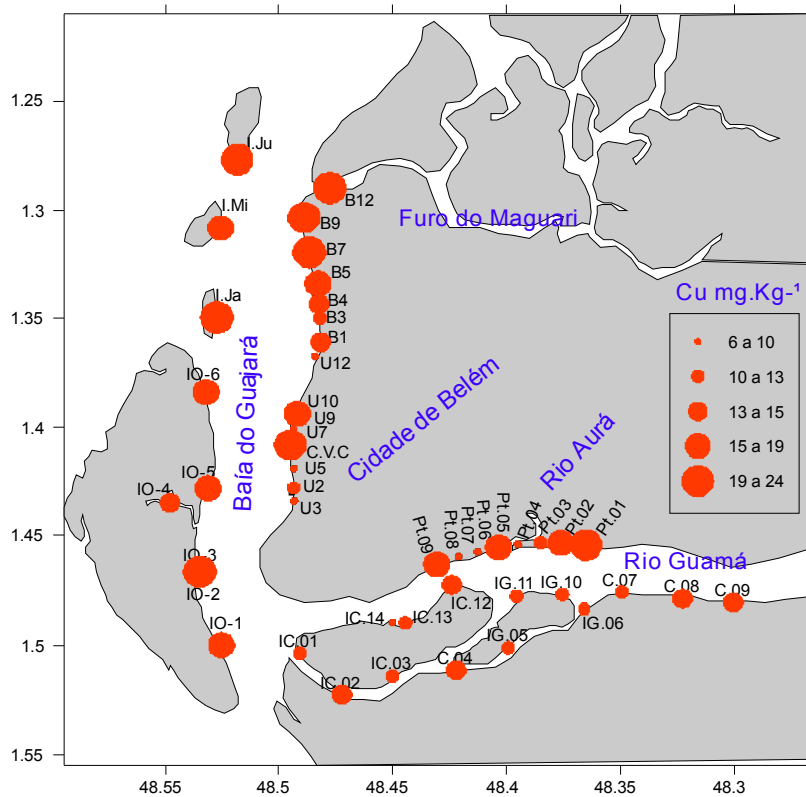 1.25
1.3
1.35
1.4
1.45
1.5
1.55
I.Ju
I.Mi
I.Ja
IO-6
IO-5
IO-4
IO-3
IO-2
IO-1
Baía do Guajará
B12
B9
B7
B5
B4
B3
B1
U12
U10
U9
U7
C.V.C
U5
U2
U3
Furo do Maguari
Cidade de Belém
Rio Aurá
Rio Guamá
Cu mg.Kg-¹
6 a 10
10 a 13
13 a 15
15 a 19
19 a 24
Pt.09
Pt.08
Pt.07
Pt.06
Pt.05
Pt.04
Pt.03
Pt.02
Pt.01
IC.12
IC.14
IC.13
IG.11
IG.10
C.07
C.08
C.09
IG.06
IG.05
IC.01
IC.02
IC.03
C.04
48.55
48.5
48.45
48.4
48.35
48.3